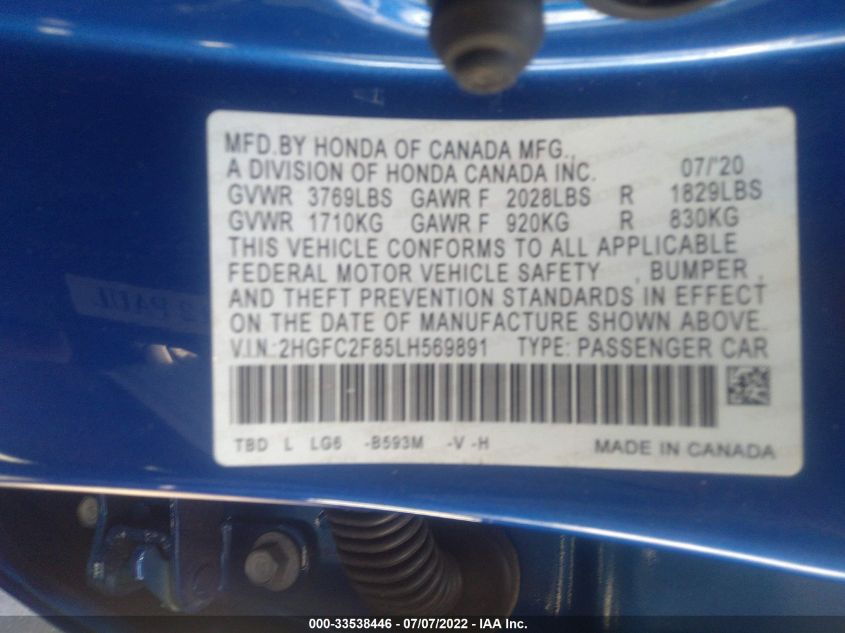 MFD.BY HONDA OF CANADA MFG.,
A DIVISION OF HONDA CANADA INC. 07/'20
GVWR 3769LBS GAWR F 2028LBS R 1829LBS
GVWR 1710KG GAWR F 920KG R 830KG
THIS VEHICLE CONFORMS TO ALL APPLICABLE
FEDERAL MOTOR VEHICLE SAFETY , BUMPER ,
AND THEFT PREVENTION STANDARDS IN EFFECT
ON THE DATE OF MANUFACTURE SHOWN ABOVE.
V.I.N.:2HGFC2F85LH569891 TYPE: PASSENGER CAR
TBD L LG6 -B593M -V -H MADE IN CANADA
000-33538446 - 07/07/2022 - IAA Inc.